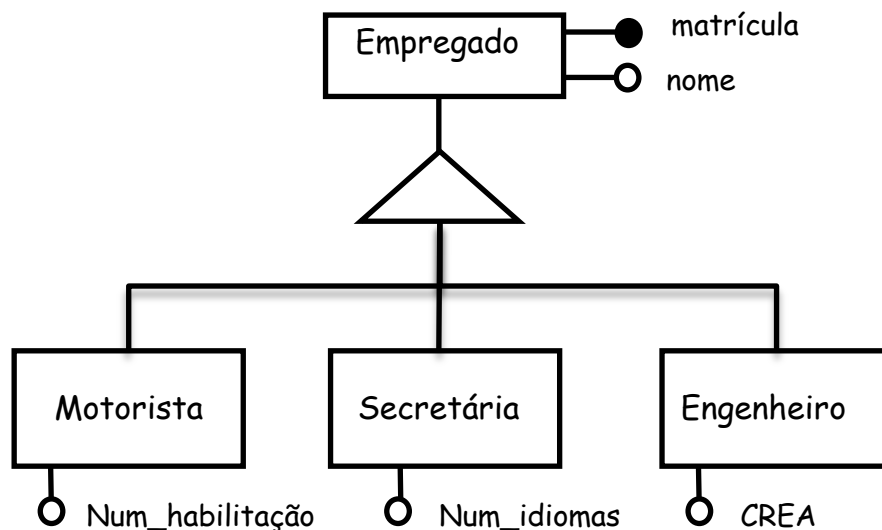 Empregado
matrícula
nome
Motorista
Secretária
Engenheiro
Num_habilitação
Num_idiomas
CREA